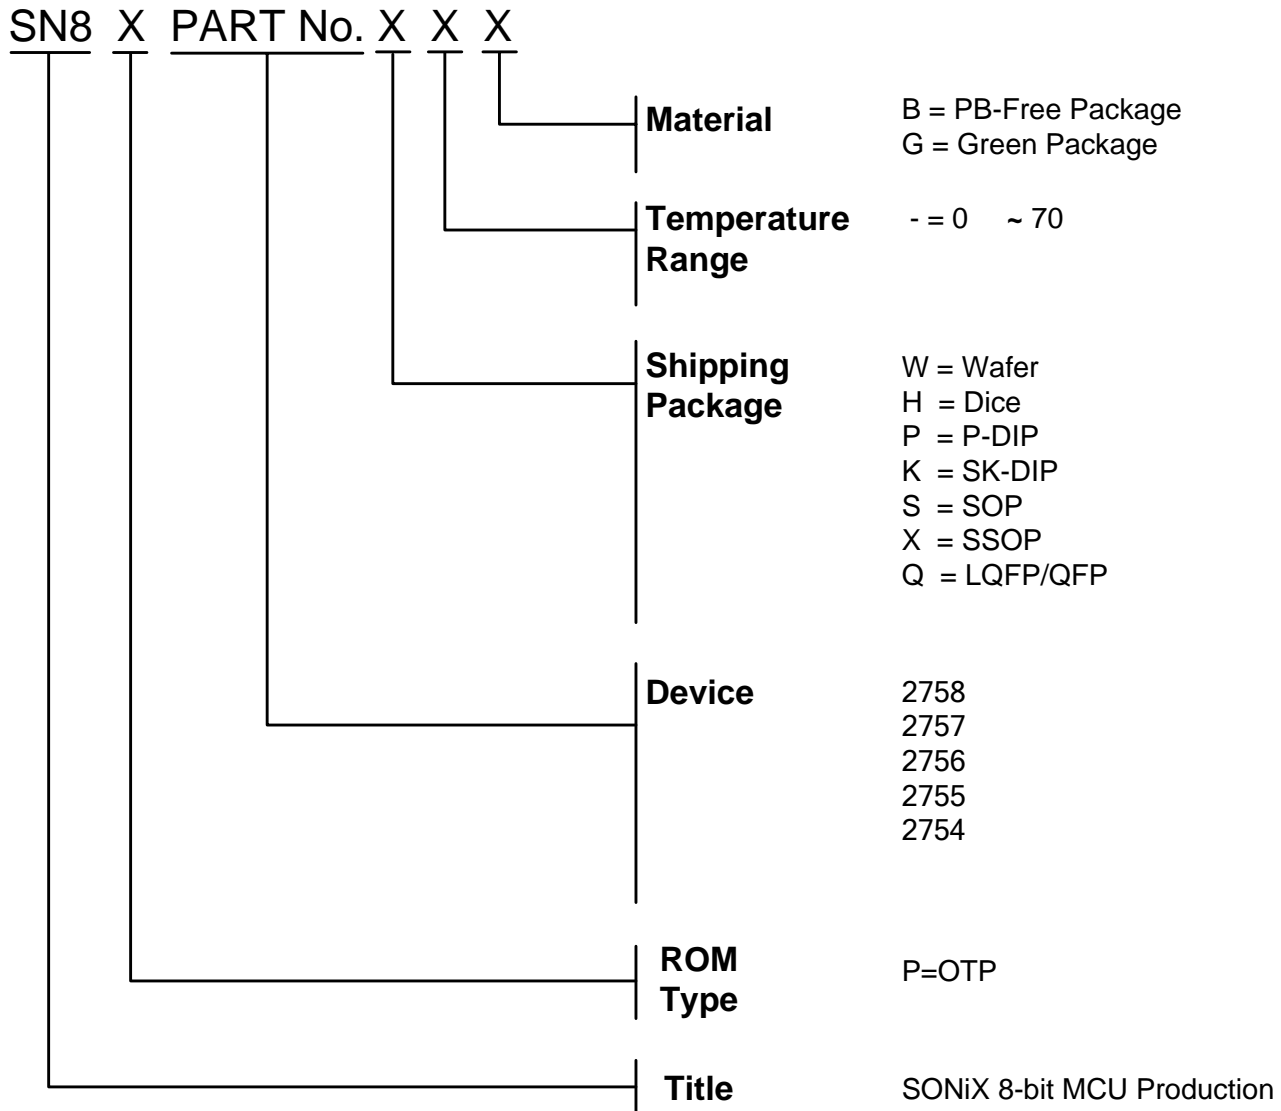 SN8 X PART No. X X X
Material
B = PB-Free Package
G = Green Package
Temperature
Range
- = 0 ~ 70
Shipping
Package
W = Wafer
H = Dice
P = P-DIP
K = SK-DIP
S = SOP
X = SSOP
Q = LQFP/QFP
Device
2758
2757
2756
2755
2754
ROM
Type
P=OTP
Title
SONiX 8-bit MCU Production